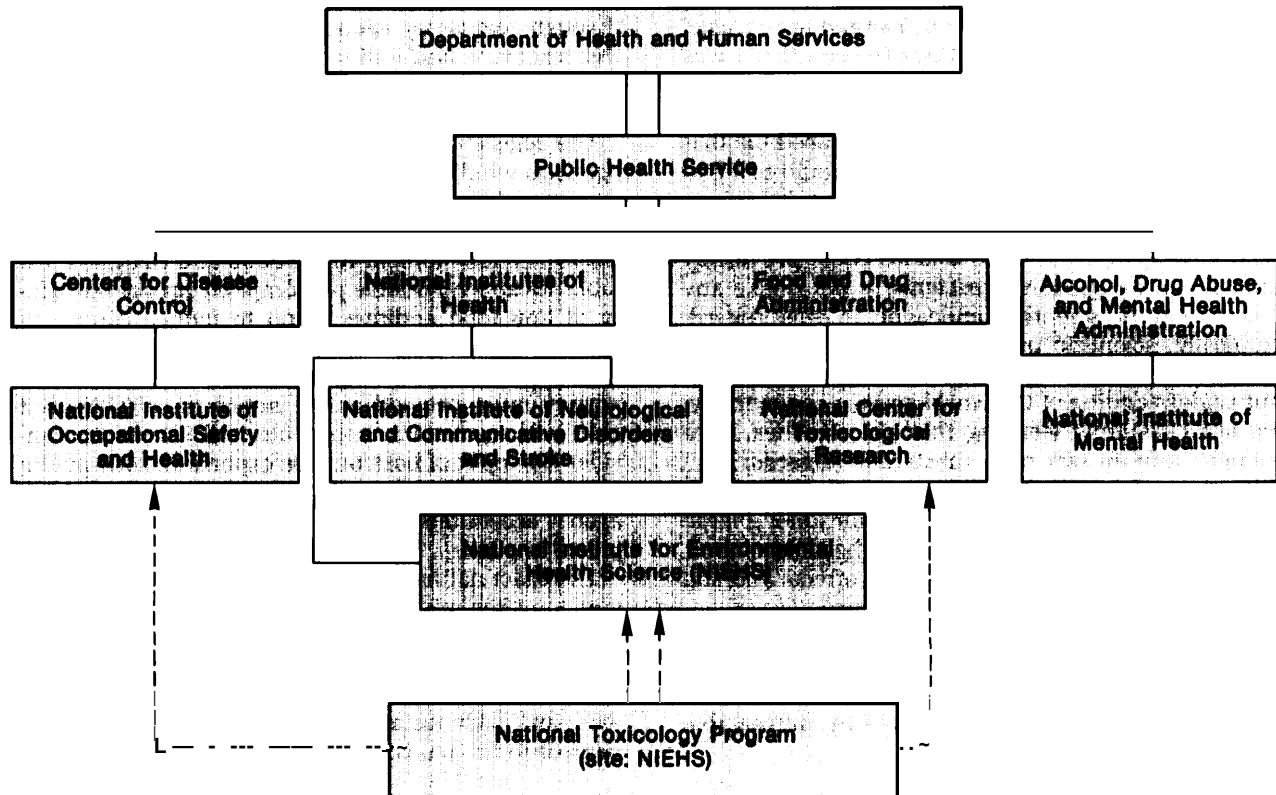 Department of Health and Human Services
Public Health Service
Centers for Disease
Control
National Institutes of
Health
Food and Drug
Administration
Alcohol, Drug Abuse,
and Mental Health
Administration
National Institute of
Occupational Safety
and Health
National Institute of Neurological
and Communicative Disorders
and Stroke
National Center for
Toxicological
Research
National Institute of
Mental Health
National Institute for Environmental
Health Science (NIEHS)
National Toxicology Program
(site: NIEHS)